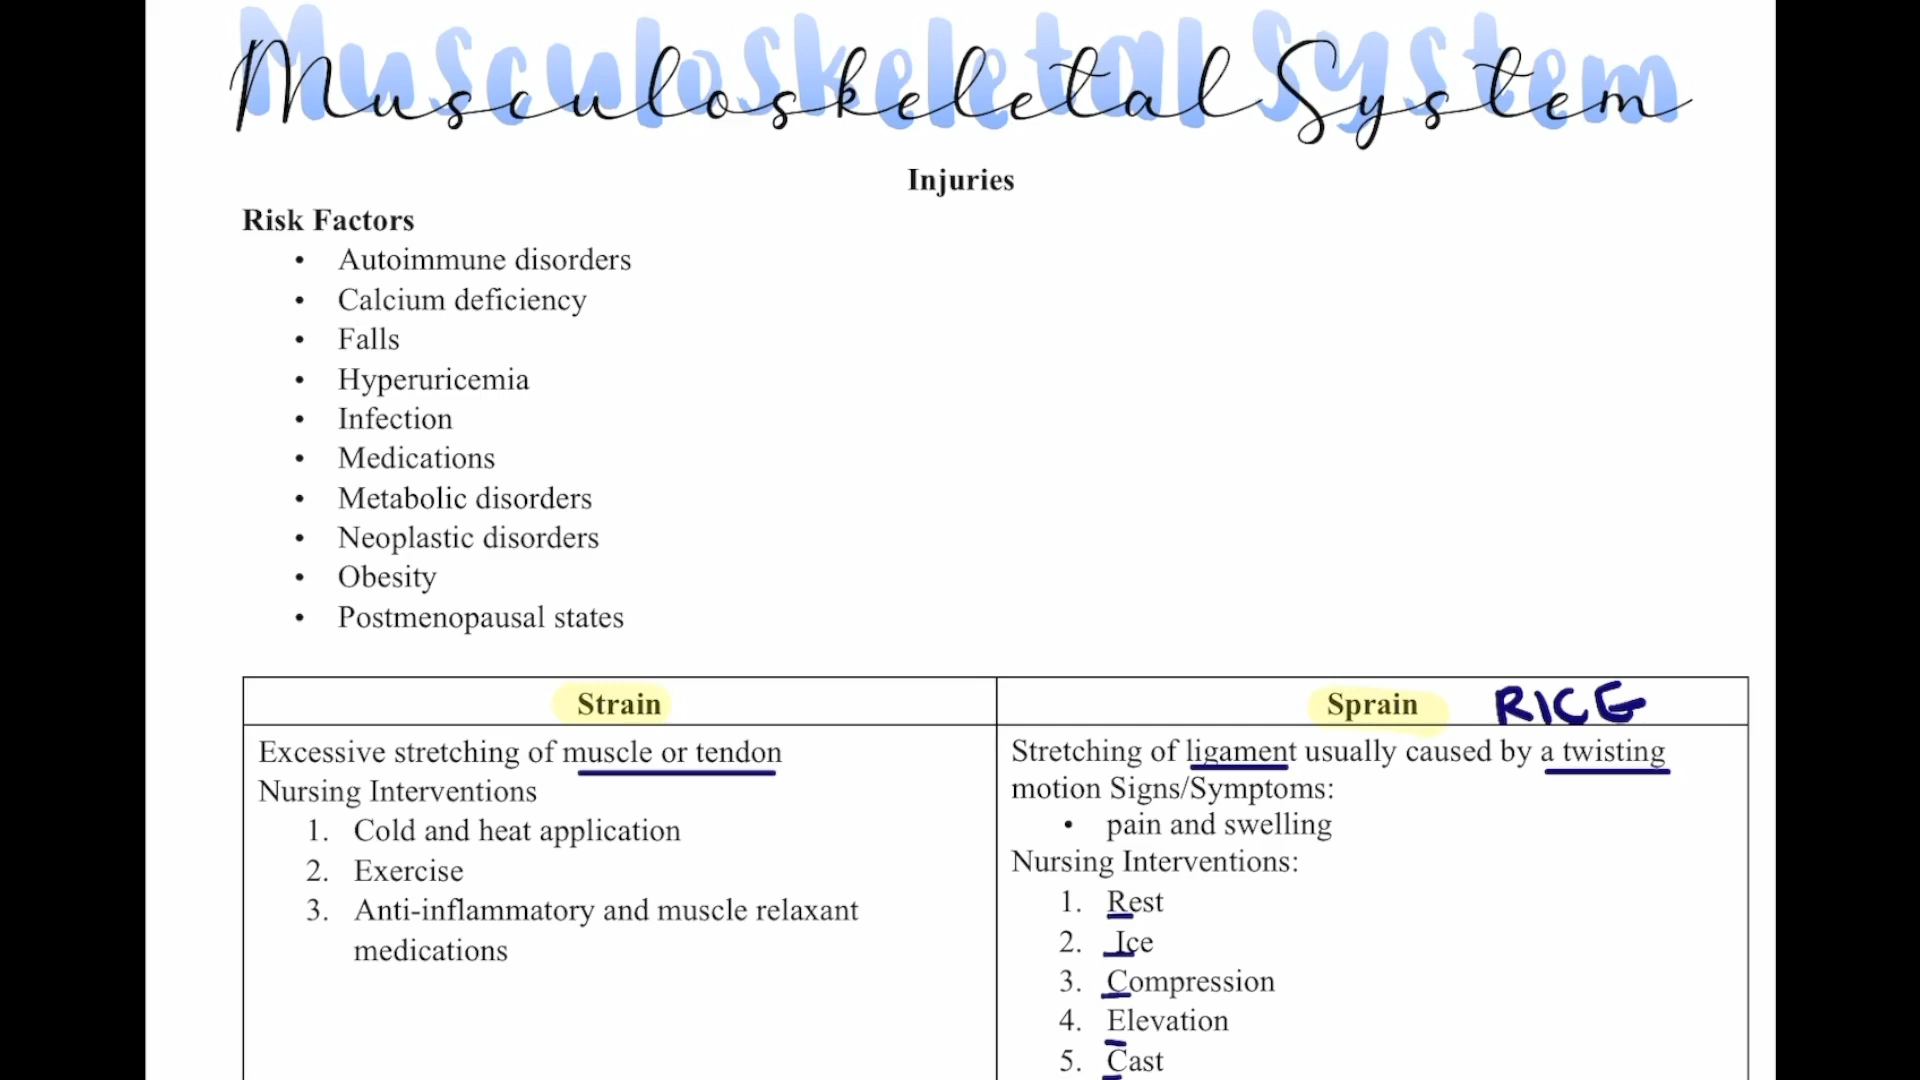 Musculoskeletal System
Injuries
Risk Factors
• Autoimmune disorders
• Calcium deficiency
• Falls
• Hyperuricemia
• Infection
• Medications
• Metabolic disorders
• Neoplastic disorders
• Obesity
• Postmenopausal states
Strain
Excessive stretching of muscle or tendon
Nursing Interventions
1. Cold and heat application
2. Exercise
3. Anti-inflammatory and muscle relaxant
medications
Sprain RICE
Stretching of ligament usually caused by a twisting
motion Signs/Symptoms:
• pain and swelling
Nursing Interventions:
1. Rest
2. Ice
3. Compression
4. Elevation
5. Cast